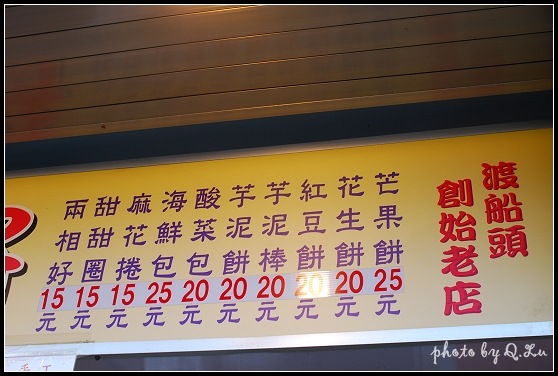 渡船頭
創始老店
芒果餅25元
花生餅20元
紅豆餅20元
芋泥棒20元
芋泥餅20元
酸菜包20元
海鮮包25元
麻花捲15元
甜甜圈15元
兩相好15元
photo by Q.Lu